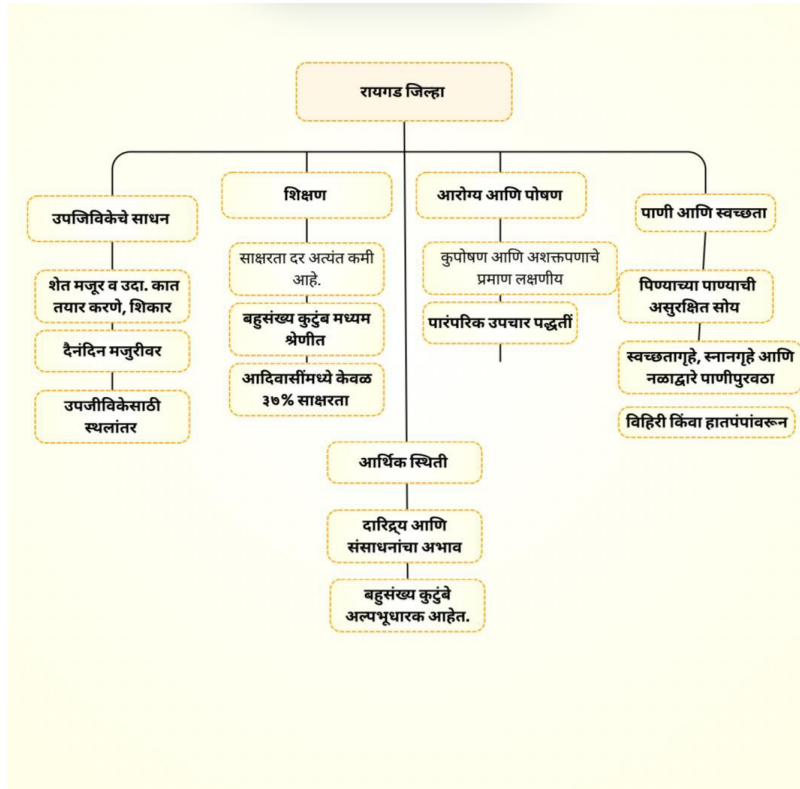 रायगड जिल्हा
उपजिविकेचे साधन
शेत मजूर व उदा. कात
तयार करणे, शिकार
दैनंदिन मजुरीवर
उपजीविकेसाठी
स्थलांतर
शिक्षण
साक्षरता दर अत्यंत कमी
आहे.
बहुसंख्य कुटुंब मध्यम
श्रेणीत
आदिवासींमध्ये केवळ
३७% साक्षरता
आरोग्य आणि पोषण
कुपोषण आणि अशक्तपणाचे
प्रमाण लक्षणीय
पारंपरिक उपचार पद्धतीं
पाणी आणि स्वच्छता
पिण्याच्या पाण्याची
असुरक्षित सोय
स्वच्छतागृहे, स्नानगृहे आणि
नळाद्वारे पाणीपुरवठा
विहिरी किंवा हातपंपांवरून
आर्थिक स्थिती
दारिद्र्य आणि
संसाधनांचा अभाव
बहुसंख्य कुटुंबे
अल्पभूधारक आहेत.